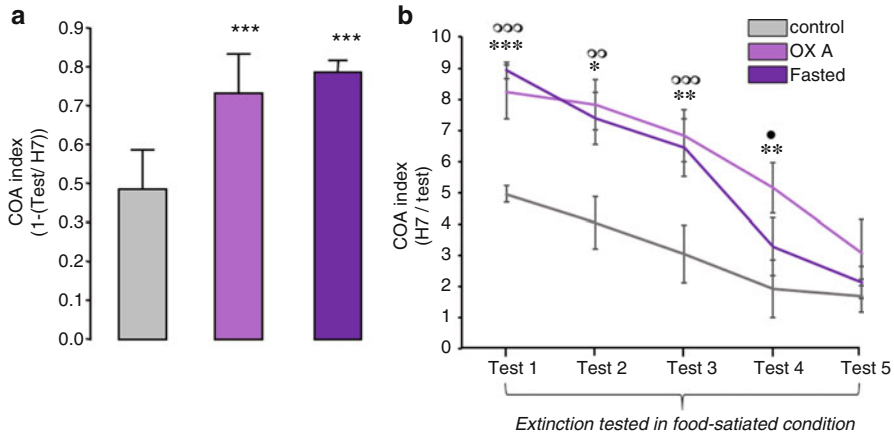 a
COA index
(1-(Test/ H7))
0.9
0.8
0.7
0.6
0.5
0.4
0.3
0.2
0.1
0.0
***
***
b
COA index
(H7 / test)
10
9
8
7
6
5
4
3
2
1
0
***
*
**
**
control
OX A
Fasted
Test 1 Test 2 Test 3 Test 4 Test 5
Extinction tested in food-satiated condition